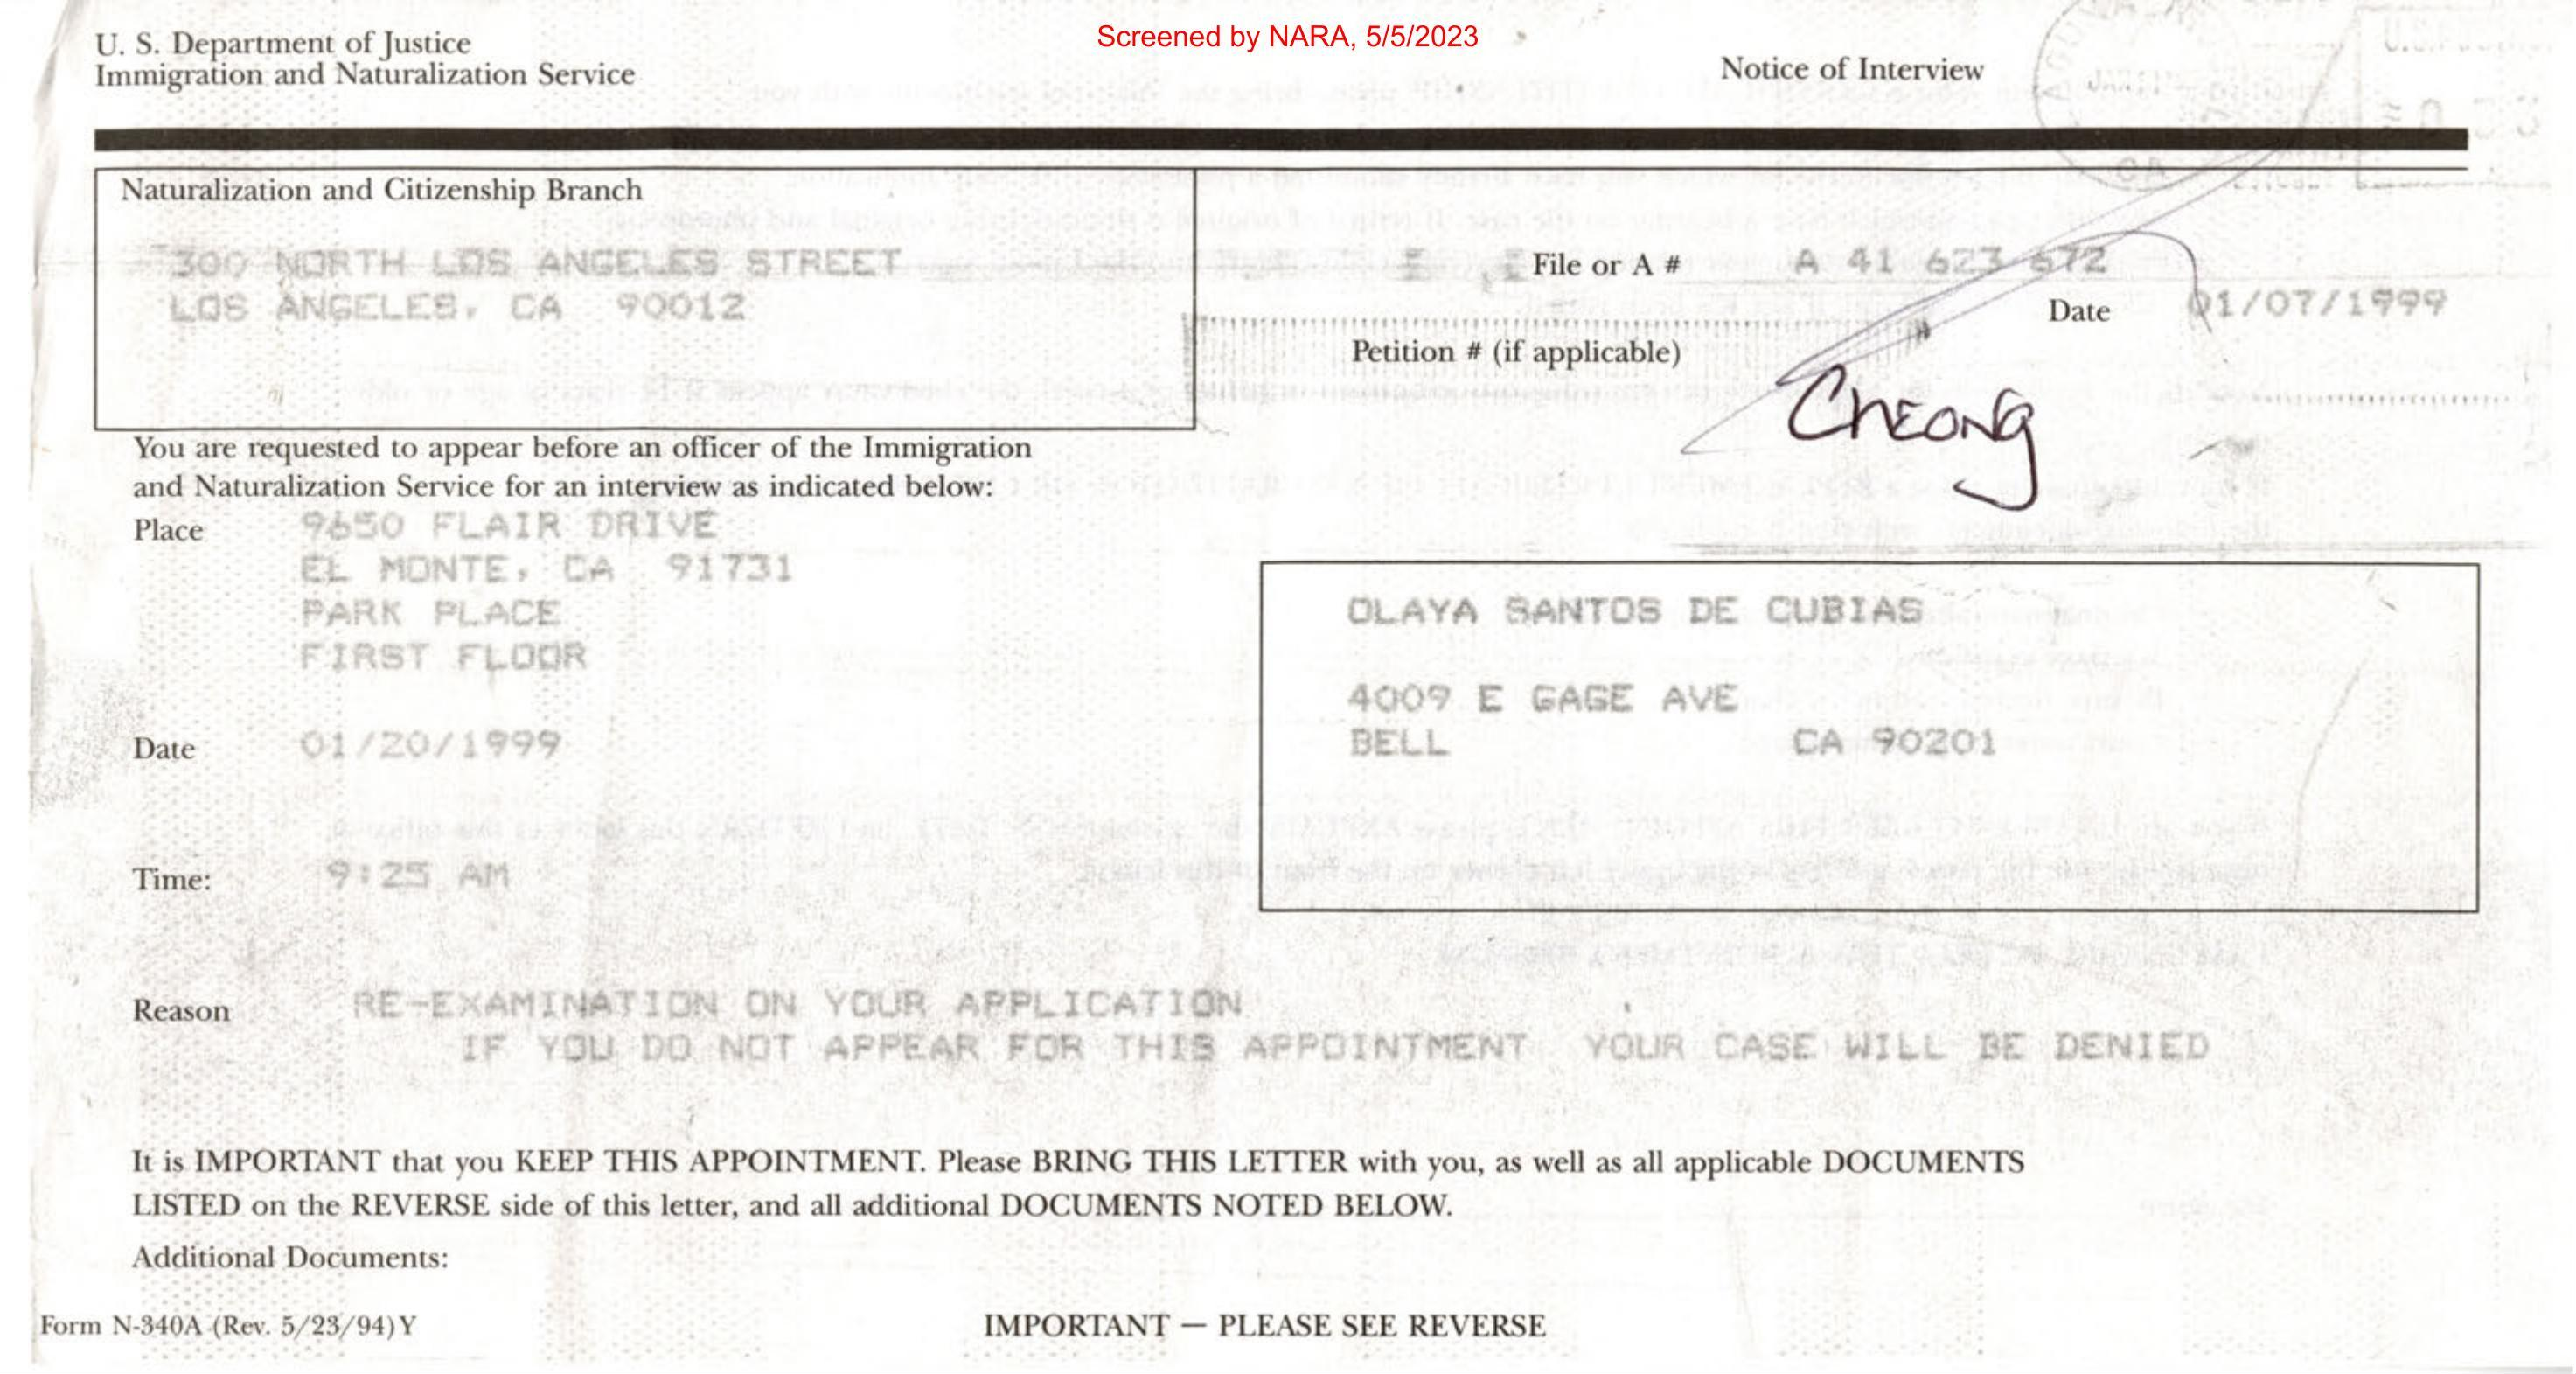 Screened by NARA, 5/5/2023
U. S. Department of Justice
Immigration and Naturalization Service
Notice of Interview
Naturalization and Citizenship Branch
300 NORTH LOS ANGELES STREET
LOS ANGELES, CA 90012
File or A # A 41 623 672
Date 01/07/1999
Petition # (if applicable)
Cheong
You are requested to appear before an officer of the Immigration
and Naturalization Service for an interview as indicated below:
Place 9650 FLAIR DRIVE
EL MONTE, CA 91731
PARK PLACE
FIRST FLOOR
OLAYA SANTOS DE CUBIAS
4009 E GAGE AVE
BELL CA 90201
Date 01/20/1999
Time: 9:25 AM
Reason RE-EXAMINATION ON YOUR APPLICATION
IF YOU DO NOT APPEAR FOR THIS APPOINTMENT YOUR CASE WILL BE DENIED
It is IMPORTANT that you KEEP THIS APPOINTMENT. Please BRING THIS LETTER with you, as well as all applicable DOCUMENTS
LISTED on the REVERSE side of this letter, and all additional DOCUMENTS NOTED BELOW.
Additional Documents:
Form N-340A (Rev. 5/23/94) Y
IMPORTANT — PLEASE SEE REVERSE